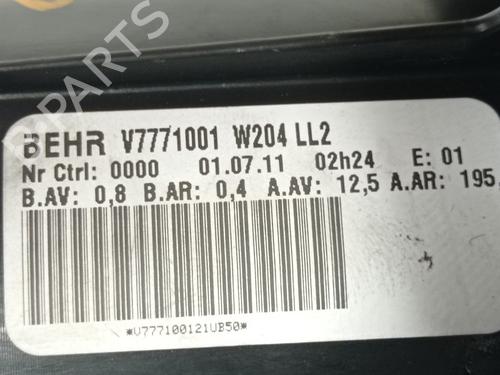 BEHR V7771001 W204 LL2
Nr Ctrl: 0000 01.07.11 02h24 E: 01
B.AV: 0,8 B.AR: 0,4 A.AV: 12,5 A.AR: 195
*V777100121UB50*
B-PARTS